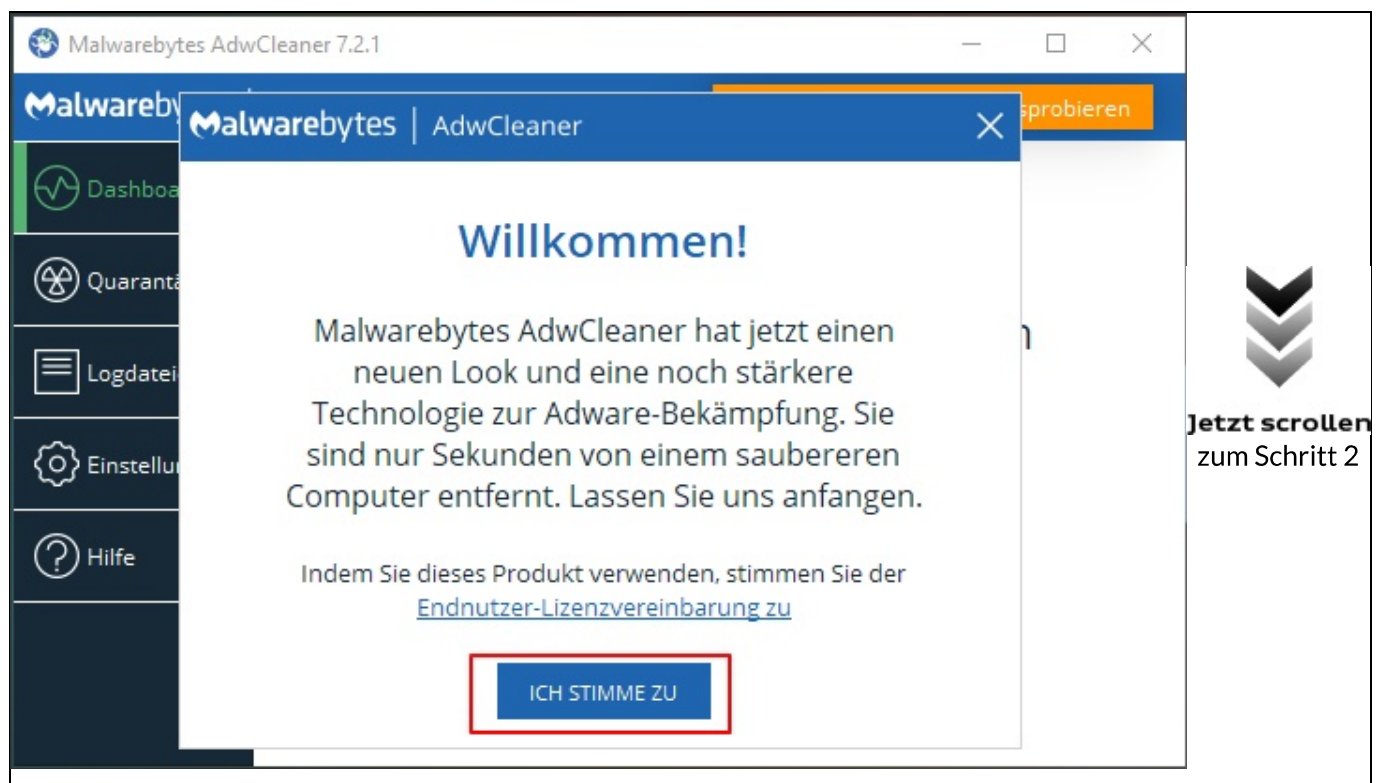 Malwarebytes AdwCleaner 7.2.1
Malwareby
sprobieren
Malwarebytes | AdwCleaner
Dashboa
Quarantä
Logdatei
Einstellu
Hilfe
Willkommen!
Malwarebytes AdwCleaner hat jetzt einen
neuen Look und eine noch stärkere
Technologie zur Adware-Bekämpfung. Sie
sind nur Sekunden von einem saubereren
Computer entfernt. Lassen Sie uns anfangen.
Indem Sie dieses Produkt verwenden, stimmen Sie der
Endnutzer-Lizenzvereinbarung zu
ICH STIMME ZU
Jetzt scrollen
zum Schritt 2